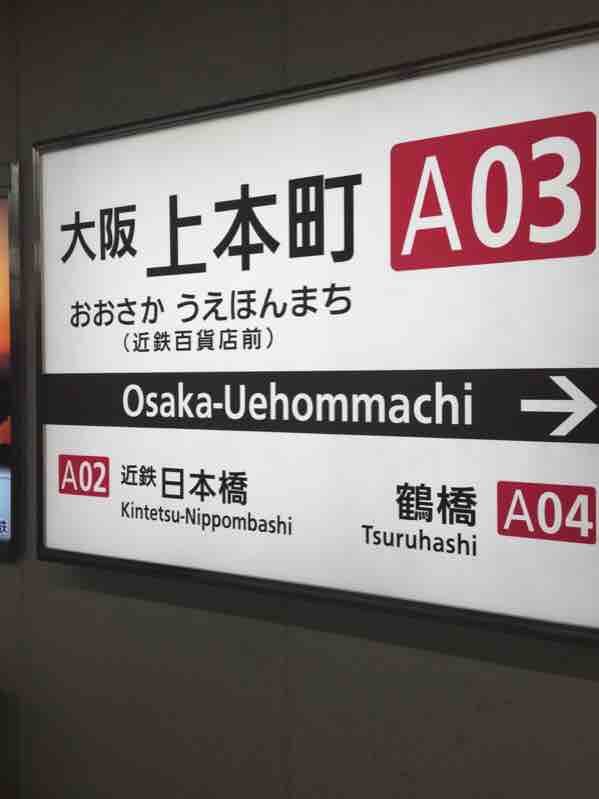 大阪 上本町 A03
おおさか うえほんまち
(近鉄百貨店前)
Osaka-Uehommachi →
A02 近鉄 日本橋
Kintetsu-Nippombashi
鶴橋 A04
Tsuruhashi